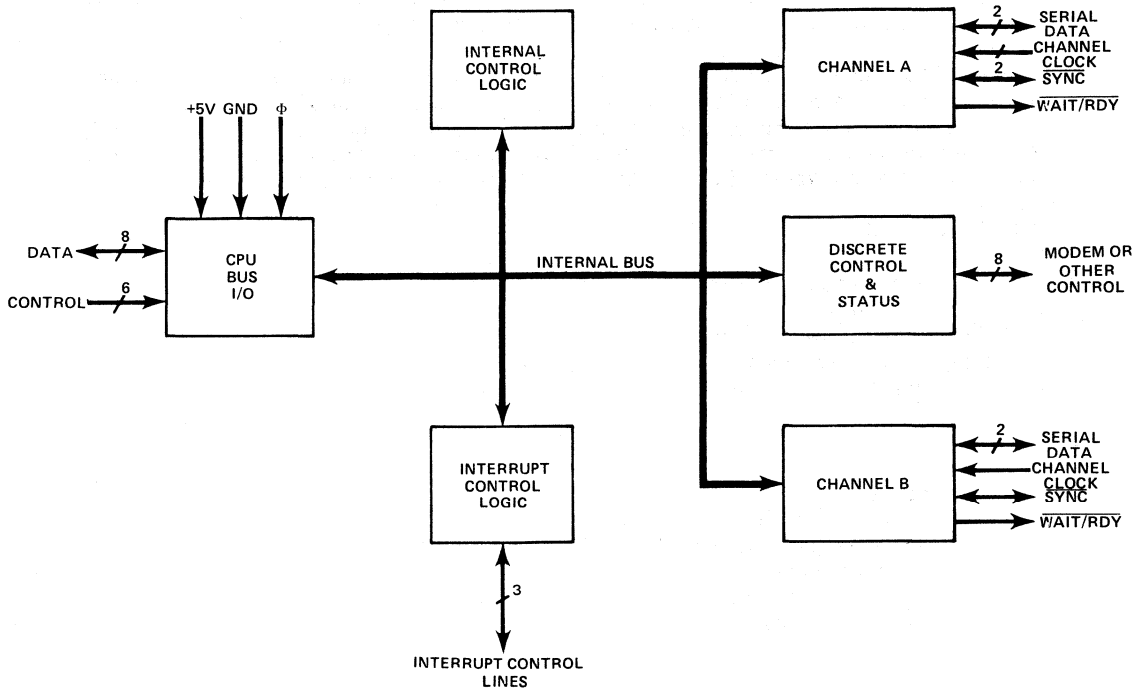 INTERNAL
CONTROL
LOGIC
+5V GND Φ
DATA
8
CONTROL
6
CPU
BUS
I/O
INTERNAL BUS
INTERRUPT
CONTROL
LOGIC
3
INTERRUPT CONTROL
LINES
CHANNEL A
2
SERIAL
DATA
CHANNEL
CLOCK
2
SYNC
WAIT/RDY
DISCRETE
CONTROL
&
STATUS
8
MODEM OR
OTHER
CONTROL
CHANNEL B
2
SERIAL
DATA
CHANNEL
CLOCK
SYNC
WAIT/RDY